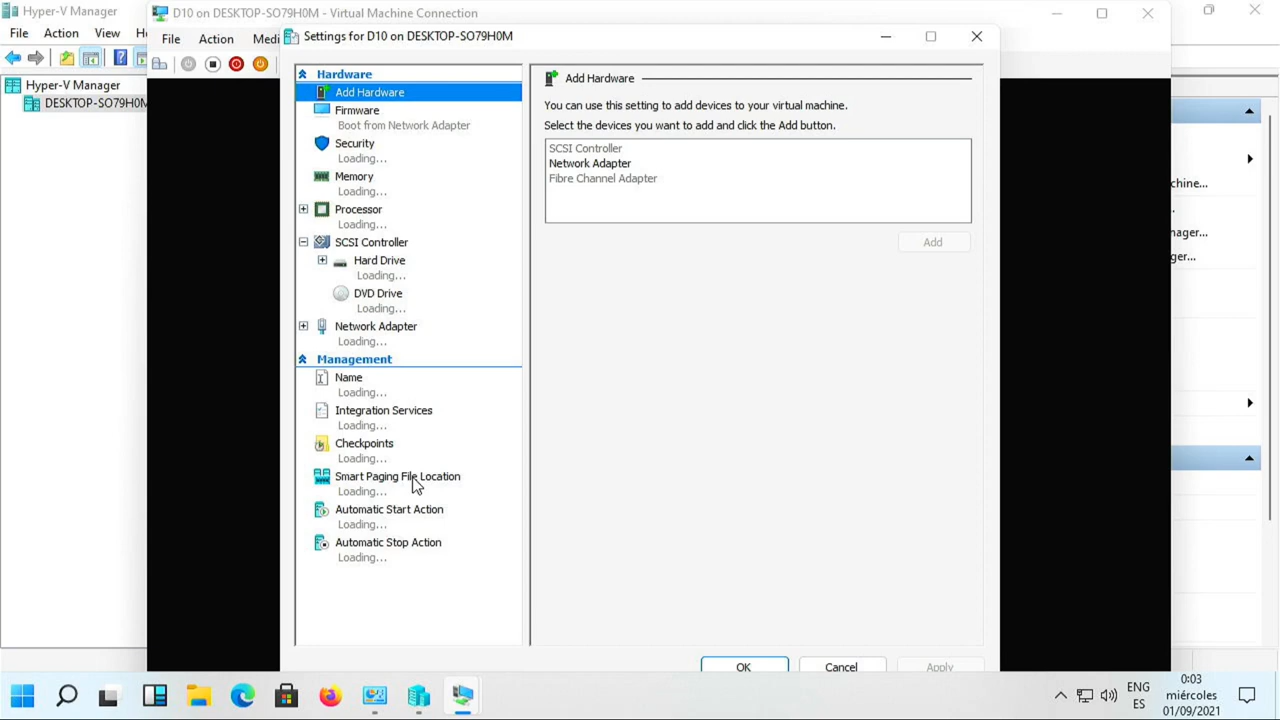 Hyper-V Manager
D10 on DESKTOP-SO79H0M - Virtual Machine Connection
File Action View
File Action Medi
Settings for D10 on DESKTOP-SO79H0M
Hyper-V Manager
DESKTOP-SO79H0M
Hardware
Add Hardware
Firmware
Boot from Network Adapter
Security
Loading...
Memory
Loading...
Processor
Loading...
SCSI Controller
Hard Drive
Loading...
DVD Drive
Loading...
Network Adapter
Loading...
Management
Name
Loading...
Integration Services
Loading...
Checkpoints
Loading...
Smart Paging File Location
Loading...
Automatic Start Action
Loading...
Automatic Stop Action
Loading...
Add Hardware
You can use this setting to add devices to your virtual machine.
Select the devices you want to add and click the Add button.
SCSI Controller
Network Adapter
Fibre Channel Adapter
Add
OK Cancel Apply
chine...
nager...
ger...
ENG
ES
0:03
miércoles
01/09/2021